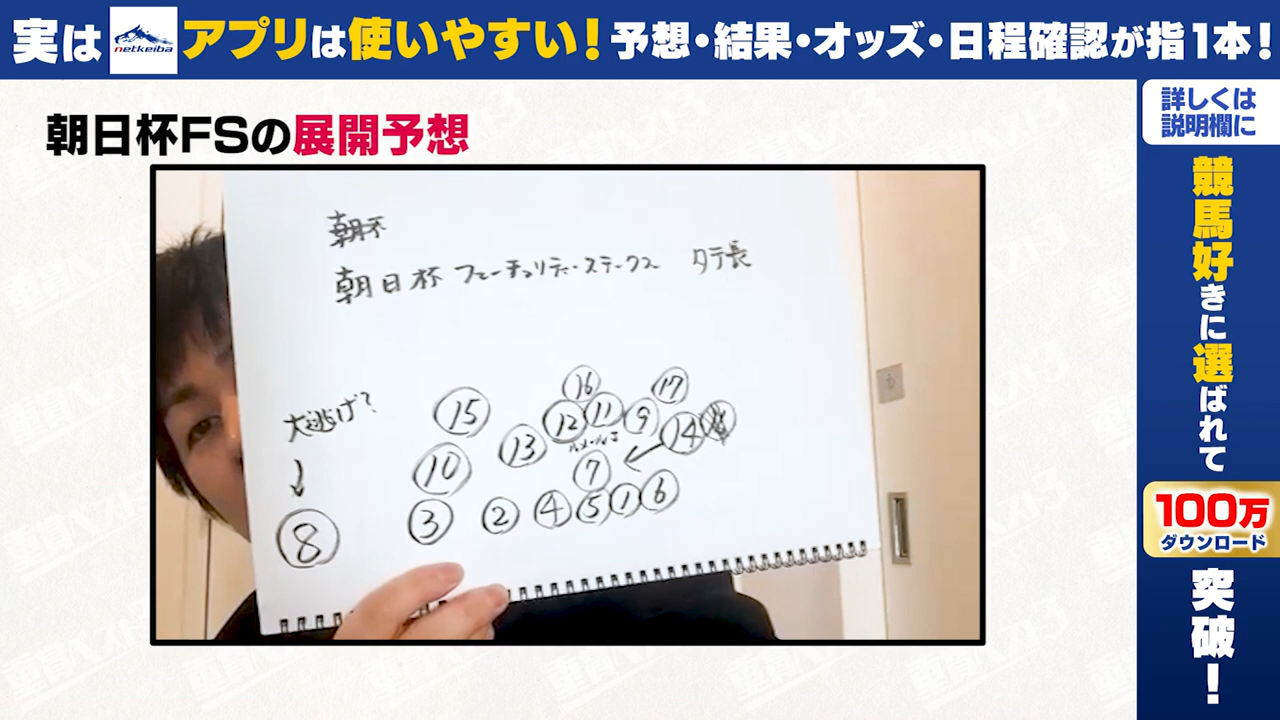 実は netkeiba アプリは使いやすい！予想・結果・オッズ・日程確認が指1本！
詳しくは
説明欄に
競馬好きに選ばれて
100万
ダウンロード
突破！
朝日杯FSの展開予想
朝杯
朝日杯 フューチュリティ・ステークス タテ長
大逃げ?
↓
16 17
15 12 11 9 14
13
10 7
3 2 4 5 1 6
8